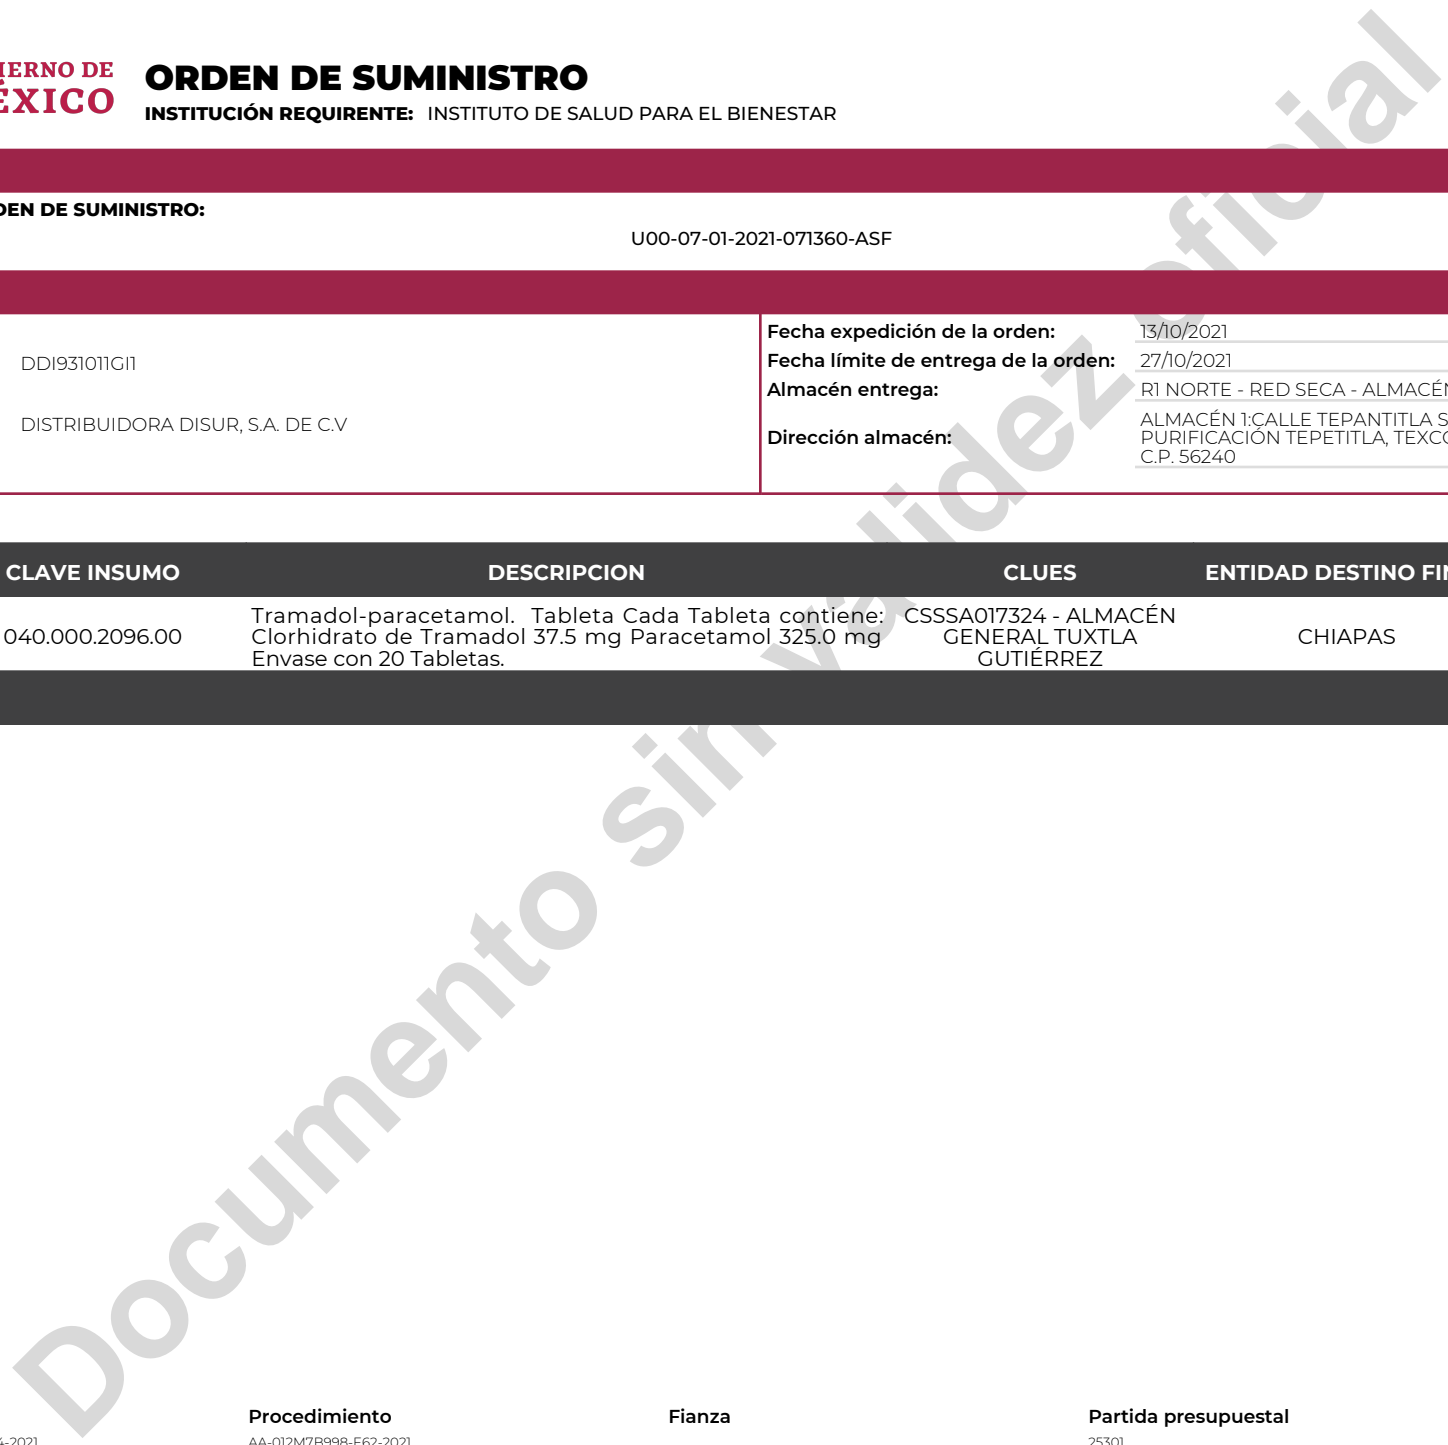 ORDEN DE SUMINISTRO
INSTITUCIÓN REQUIRENTE: INSTITUTO DE SALUD PARA EL BIENESTAR
DE
DE SUMINISTRO:
U00-07-01-2021-071360-ASF
DDI931011GI1
DISTRIBUIDORA DISUR, S.A. DE C.V
Fecha expedición de la orden: 13/10/2021
Fecha límite de entrega de la orden: 27/10/2021
Almacén entrega: R1 NORTE - RED SECA - ALMACÉN
Dirección almacén:
ALMACÉN 1:CALLE TEPANTITLA
PURIFICACIÓN TEPETITLA,
C.P. 56240
CLAVE INSUMO DESCRIPCION CLUES ENTIDAD DESTINO
040.000.2096.00
Tramadol-paracetamol. Tableta Cada Tableta contiene:
Clorhidrato de Tramadol 37.5 mg Paracetamol 325.0 mg
Envase con 20 Tabletas.
CSSSA017324 - ALMACÉN
GENERAL TUXTLA
GUTIÉRREZ
CHIAPAS
Documento sin validez oficial
Procedimiento Fianza Partida presupuestal
AA-012M7B998-E62-2021 25301